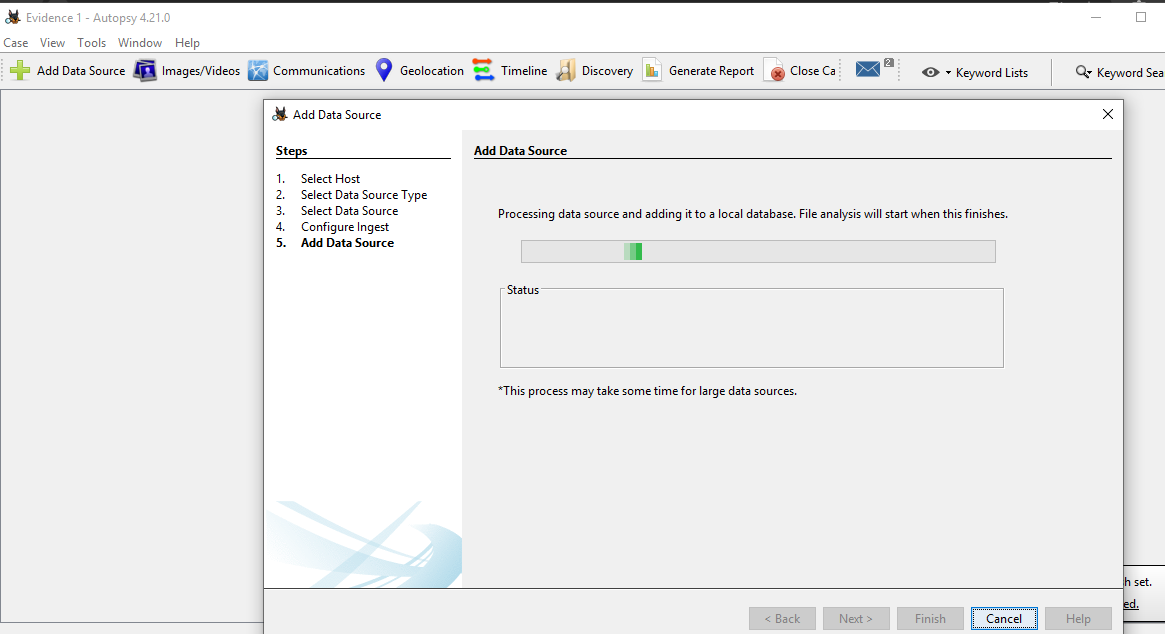 Evidence 1 - Autopsy 4.21.0
Case View Tools Window Help
Add Data Source Images/Videos Communications Geolocation Timeline Discovery Generate Report Close Ca 2 Keyword Lists Keyword Sea
Add Data Source
Steps
1. Select Host
2. Select Data Source Type
3. Select Data Source
4. Configure Ingest
5. Add Data Source
Add Data Source
Processing data source and adding it to a local database. File analysis will start when this finishes.
Status
*This process may take some time for large data sources.
h set.
ed.
< Back Next > Finish Cancel Help